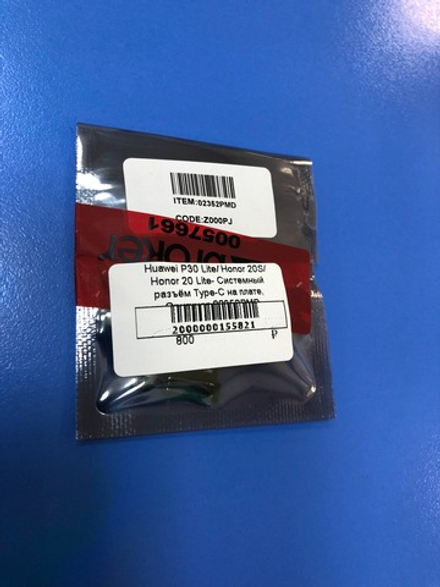 ITEM:02352PMD
CODE:Z000PJ
broker
0057661
Huawei P30 Lite/ Honor 20S/
Honor 20 Lite- Системный
разъём Type-C на плате,
2000000155821
800 ₽